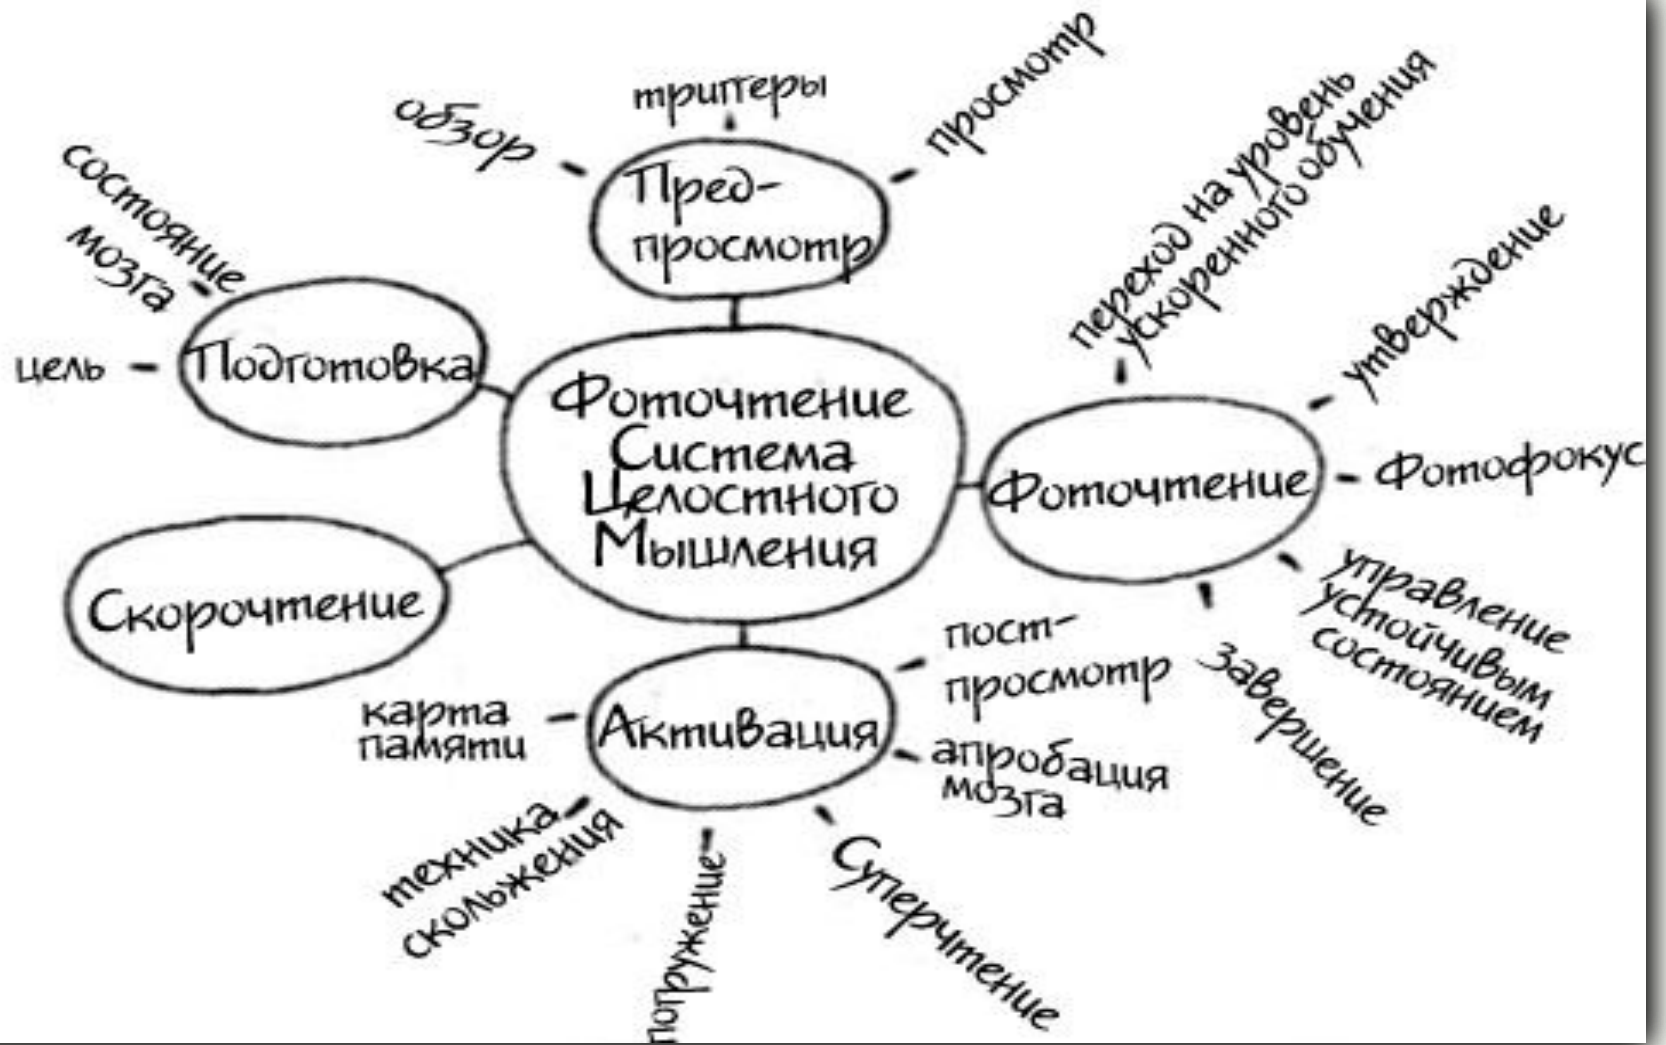 обзор
триггеры
просмотр
Пред-
просмотр
состояние
мозга
цель
Подготовка
Фоточтение
Система
Целостного
Мышления
переход на уровень
ускоренного обучения
утверждение
Фоточтение
Фотофокус
управление
устойчивым
состоянием
завершение
Скорочтение
Активация
пост-
просмотр
апробация
мозга
Суперчтение
погружение
техника
скольжения
карта
памяти